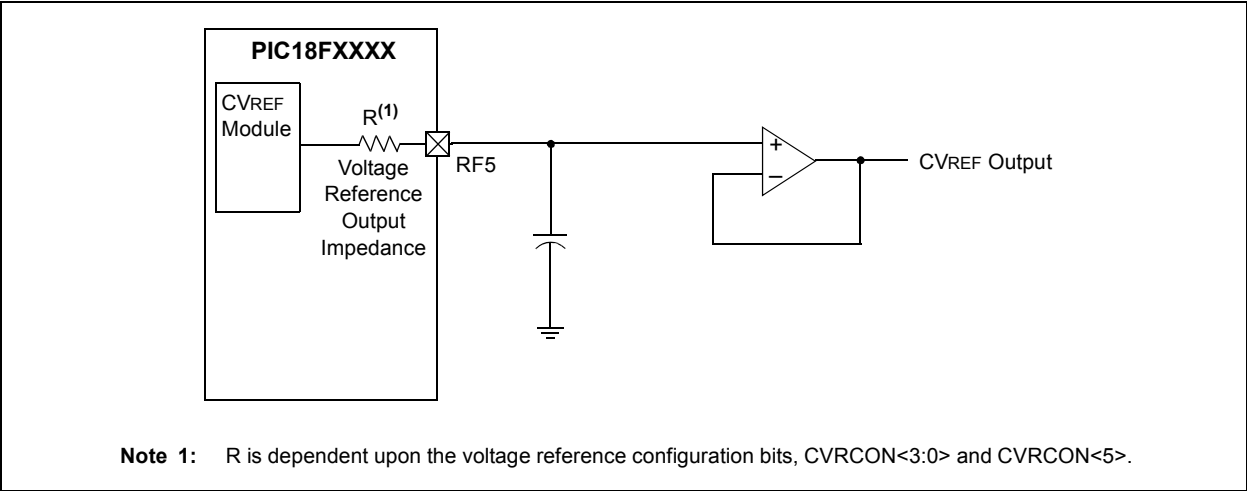 PIC18FXXXX
CVREF
Module
R(1)
Voltage
Reference
Output
Impedance
RF5
+
–
CVREF Output
Note 1: R is dependent upon the voltage reference configuration bits, CVRCON<3:0> and CVRCON<5>.